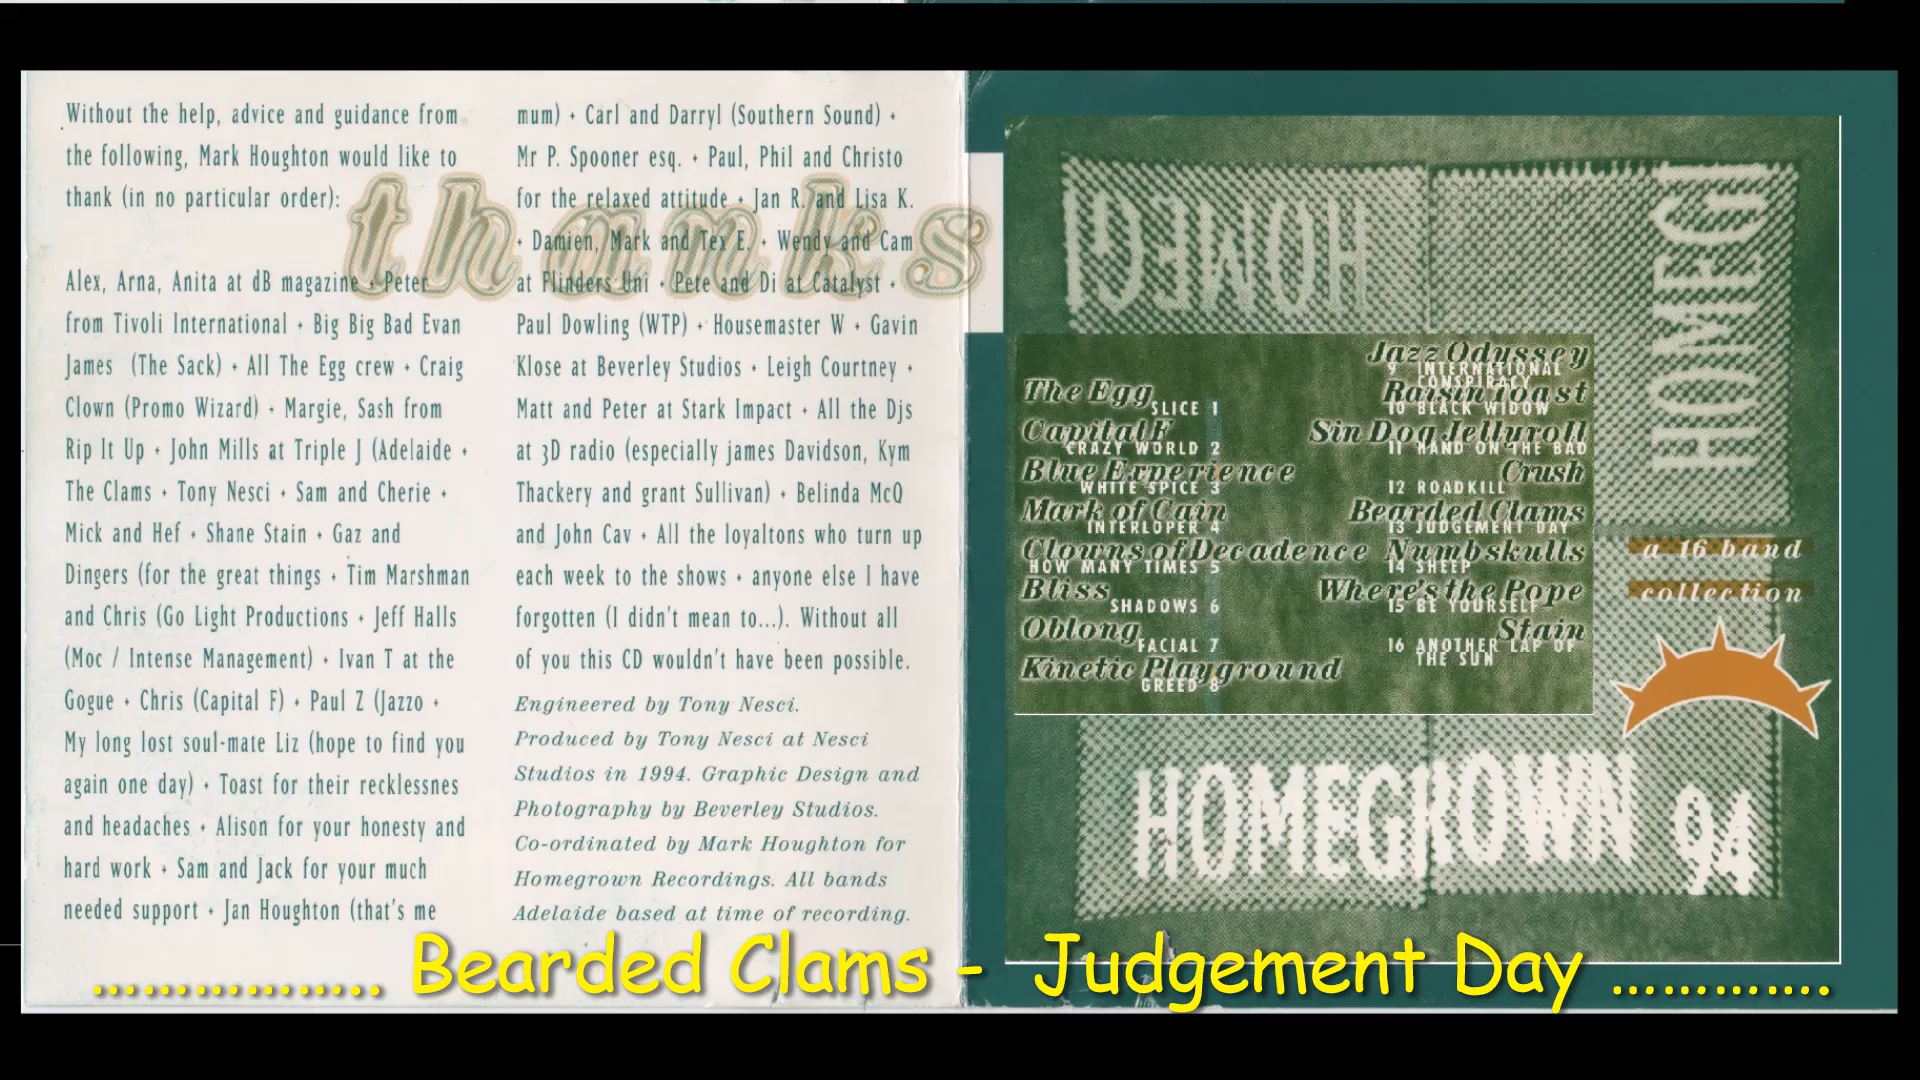 Without the help, advice and guidance from
the following, Mark Houghton would like to
thank (in no particular order):
thanks
Alex, Arna, Anita at dB magazine • Peter
from Tivoli International • Big Big Bad Evan
James (The Sack) • All The Egg crew • Craig
Clown (Promo Wizard) • Margie, Sash from
Rip It Up • John Mills at Triple J (Adelaide •
The Clams • Tony Nesci • Sam and Cherie •
Mick and Hef • Shane Stain • Gaz and
Dingers (for the great things • Tim Marshman
and Chris (Go Light Productions • Jeff Halls
(Moc / Intense Management) • Ivan T at the
Gogue • Chris (Capital F) • Paul Z (Jazzo •
My long lost soul-mate Liz (hope to find you
again one day) • Toast for their recklessnes
and headaches • Alison for your honesty and
hard work • Sam and Jack for your much
needed support • Jan Houghton (that's me
mum) • Carl and Darryl (Southern Sound) •
Mr P. Spooner esq. • Paul, Phil and Christo
for the relaxed attitude • Jan R. and Lisa K.
• Damien, Mark and Tex E. • Wendy and Cam
at Flinders Uni • Pete and Di at Catalyst •
Paul Dowling (WTP) • Housemaster W • Gavin
Klose at Beverley Studios • Leigh Courtney •
Matt and Peter at Stark Impact • All the Djs
at 3D radio (especially james Davidson, Kym
Thackery and grant Sullivan) • Belinda McQ
and John Cav • All the loyaltons who turn up
each week to the shows • anyone else I have
forgotten (I didn't mean to...). Without all
of you this CD wouldn't have been possible.
Engineered by Tony Nesci.
Produced by Tony Nesci at Nesci
Studios in 1994. Graphic Design and
Photography by Beverley Studios.
Co-ordinated by Mark Houghton for
Homegrown Recordings. All bands
Adelaide based at time of recording.
HOMEG
HOMEG
The Egg
SLICE 1
Capital F
CRAZY WORLD 2
Blue Experience
WHITE SPICE 3
Mark of Cain
INTERLOPER 4
Clowns of Decadence
HOW MANY TIMES 5
Bliss
SHADOWS 6
Oblong
FACIAL 7
Kinetic Playground
GREED 8
Jazz Odussey
9 INTERNATIONAL
CONSPIRACY
Raisin Toast
10 BLACK WIDOW
Sin Dog Jellyroll
11 HAND ON THE BAD
Crush
12 ROADKILL
Bearded Clams
13 JUDGEMENT DAY
Numbskulls
14 SHEEP
Where's the Pope
15 BE YOURSELF
Stain
16 ANOTHER LAP OF
THE SUN
a 16 band
collection
HOMEGROWN 94
................. Bearded Clams - Judgement Day .............